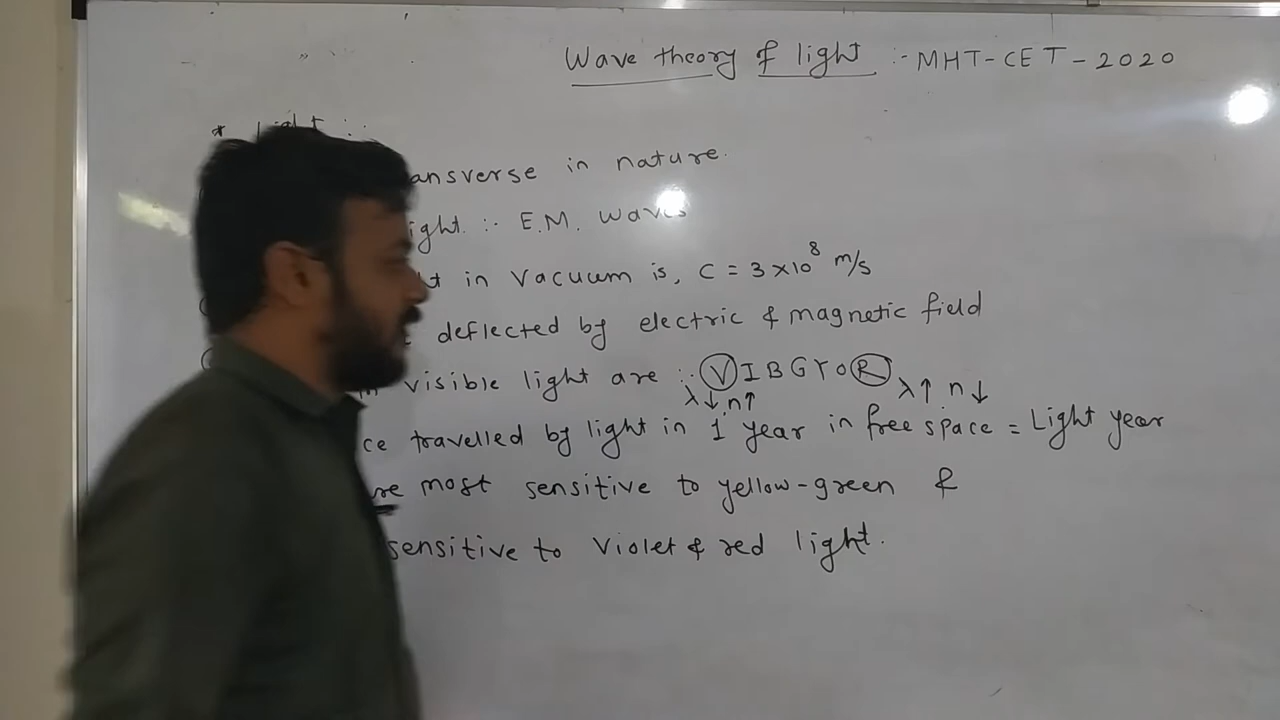 Wave theory of light :- MHT-CET-2020
* Light :-
ansverse in nature.
ight :- E.M. waves
t in Vacuum is, C = 3×10⁸ m/s
deflected by electric & magnetic field
visible light are :- V I B G Y O R λ↑ n↓
λ↓ n↑
ce travelled by light in 1 year in free space = Light year
re most sensitive to yellow-green &
sensitive to Violet & red light.